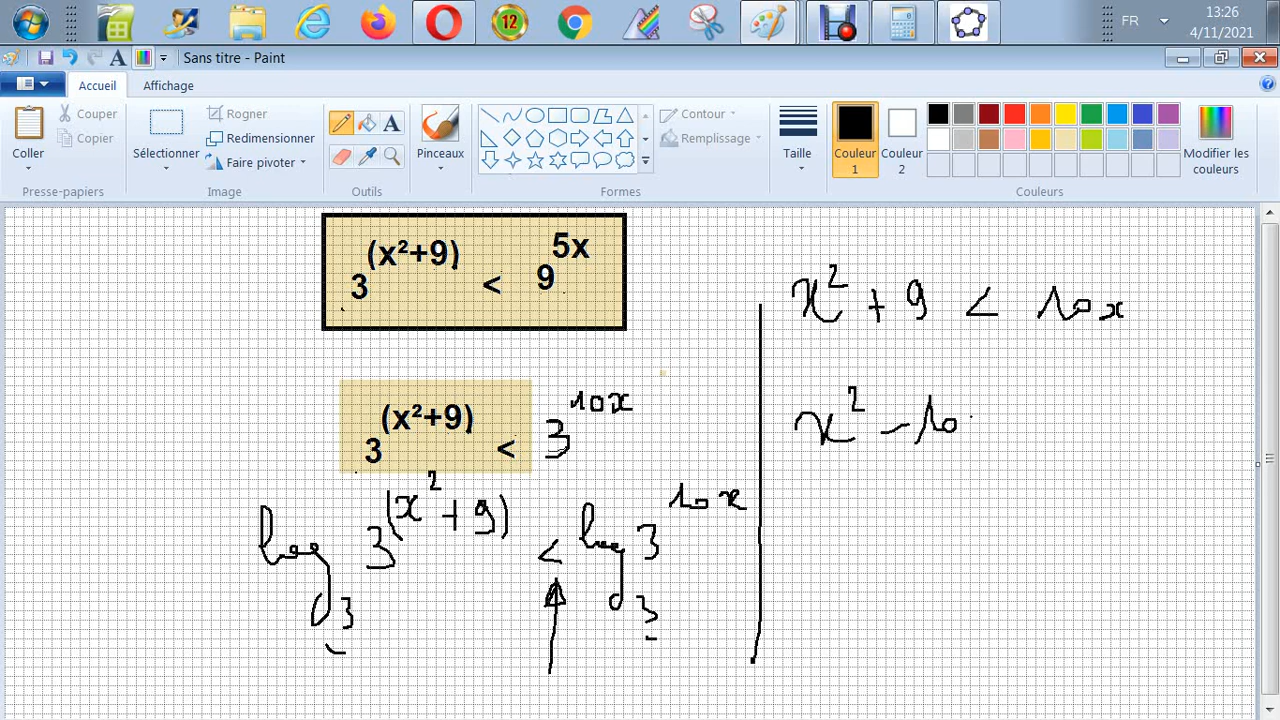 12
FR
13:26
4/11/2021
Sans titre - Paint
Accueil
Affichage
Coller
Couper
Copier
Presse-papiers
Sélectionner
Rogner
Redimensionner
Faire pivoter
Image
Outils
Pinceaux
Contour
Remplissage
Formes
Taille
Couleur 1
Couleur 2
Modifier les couleurs
Couleurs
3^(x²+9) < 9^5x
3^(x²+9) < 3^10x
log₃ 3^(x²+9) < log₃ 3^10x
x² + 9 < 10x
x² - 10